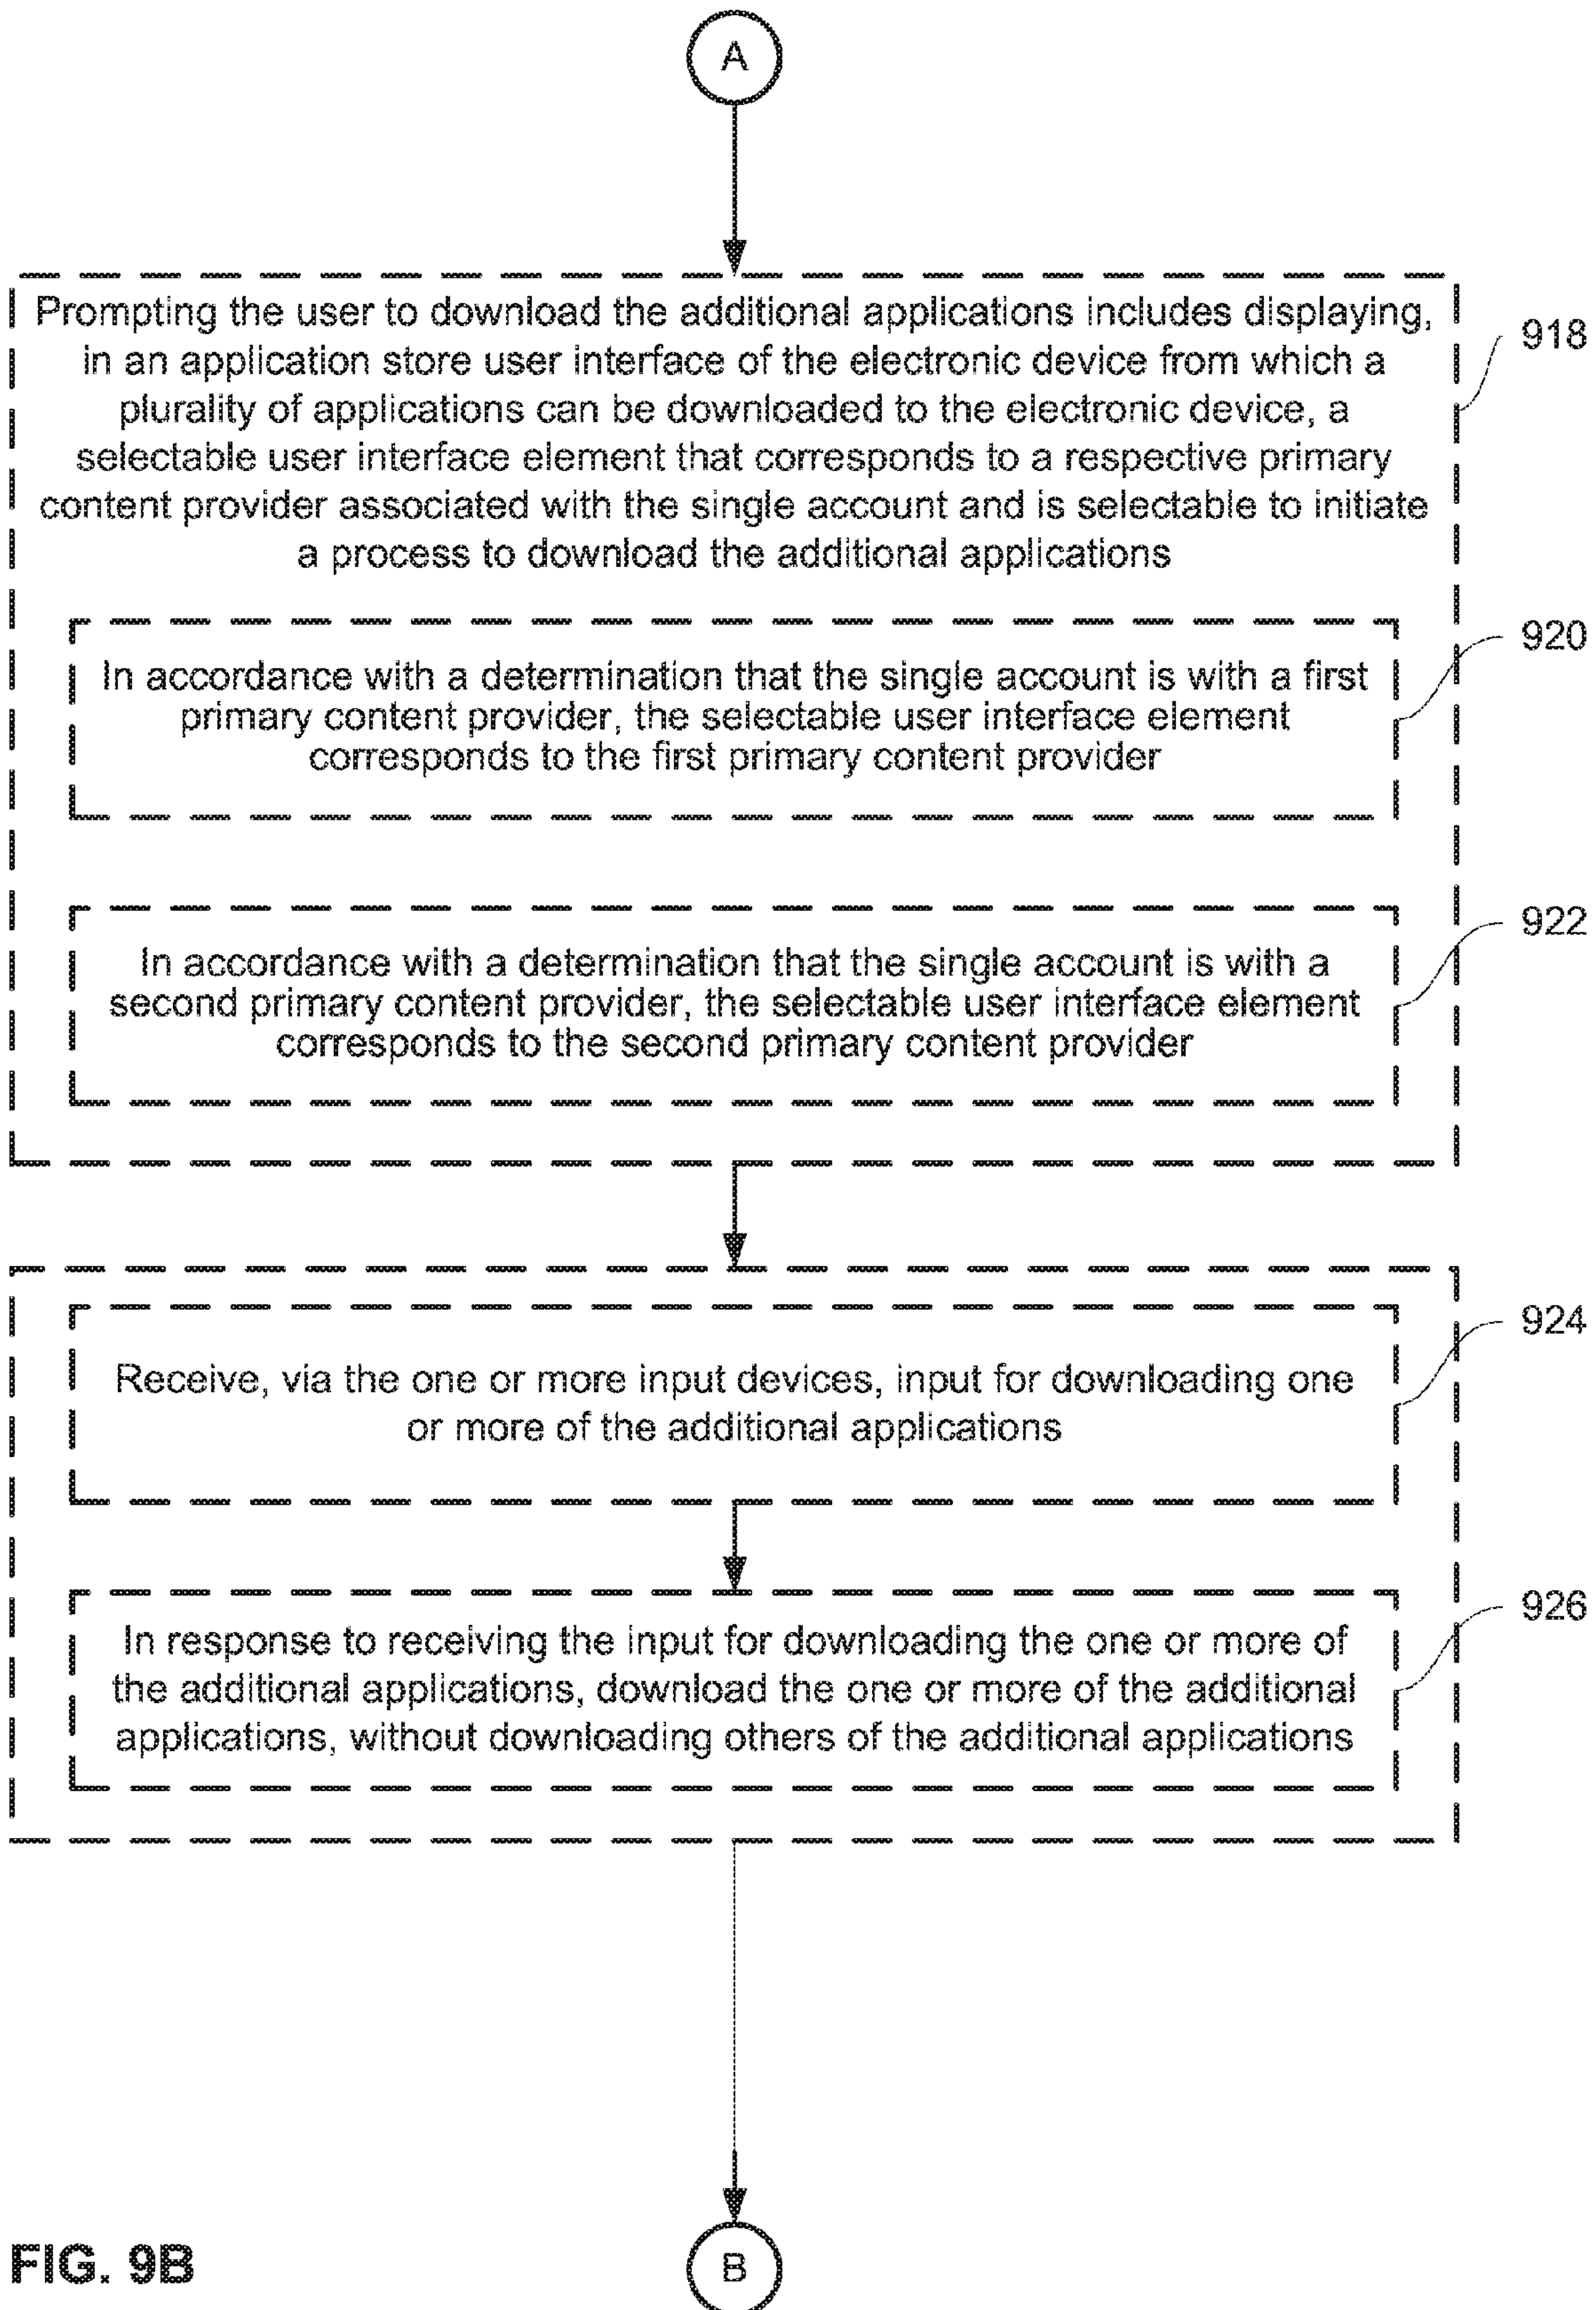 A
Prompting the user to download the additional applications includes displaying,
in an application store user interface of the electronic device from which a
plurality of applications can be downloaded to the electronic device, a
selectable user interface element that corresponds to a respective primary
content provider associated with the single account and is selectable to initiate
a process to download the additional applications
918
In accordance with a determination that the single account is with a first
primary content provider, the selectable user interface element
corresponds to the first primary content provider
920
In accordance with a determination that the single account is with a
second primary content provider, the selectable user interface element
corresponds to the second primary content provider
922
Receive, via the one or more input devices, input for downloading one
or more of the additional applications
924
In response to receiving the input for downloading the one or more of
the additional applications, download the one or more of the additional
applications, without downloading others of the additional applications
926
FIG. 9B
B